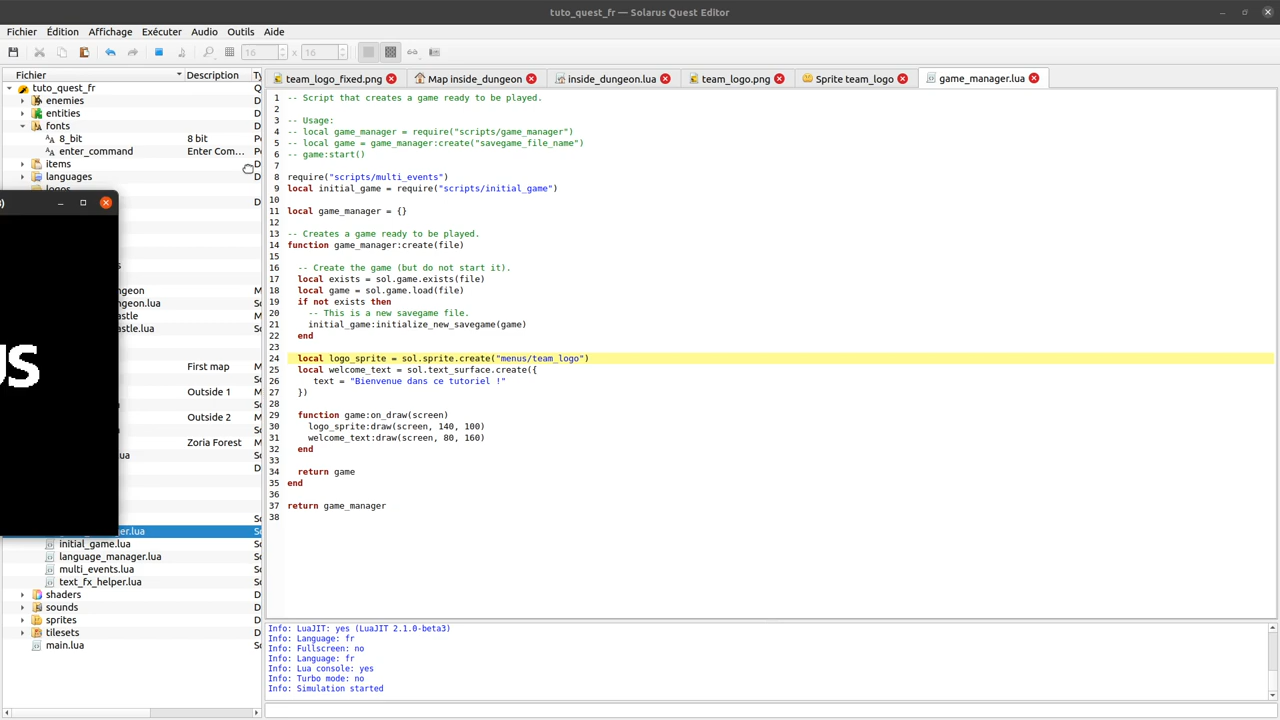 tuto_quest_fr — Solarus Quest Editor
Fichier Édition Affichage Exécuter Audio Outils Aide
16 x 16
team_logo_fixed.png Map inside_dungeon inside_dungeon.lua team_logo.png Sprite team_logo game_manager.lua
Fichier Description
tuto_quest_fr
enemies
entities
fonts
8_bit 8 bit
enter_command Enter Com...
items
languages
logos
ngeon
ngeon.lua
astle
astle.lua
First map
Outside 1
Outside 2
Zoria Forest
ua
er.lua
initial_game.lua
language_manager.lua
multi_events.lua
text_fx_helper.lua
shaders
sounds
sprites
tilesets
main.lua
US
1 -- Script that creates a game ready to be played.
2
3 -- Usage:
4 -- local game_manager = require("scripts/game_manager")
5 -- local game = game_manager:create("savegame_file_name")
6 -- game:start()
7
8 require("scripts/multi_events")
9 local initial_game = require("scripts/initial_game")
10
11 local game_manager = {}
12
13 -- Creates a game ready to be played.
14 function game_manager:create(file)
15
16 -- Create the game (but do not start it).
17 local exists = sol.game.exists(file)
18 local game = sol.game.load(file)
19 if not exists then
20 -- This is a new savegame file.
21 initial_game:initialize_new_savegame(game)
22 end
23
24 local logo_sprite = sol.sprite.create("menus/team_logo")
25 local welcome_text = sol.text_surface.create({
26 text = "Bienvenue dans ce tutoriel !"
27 })
28
29 function game:on_draw(screen)
30 logo_sprite:draw(screen, 140, 100)
31 welcome_text:draw(screen, 80, 160)
32 end
33
34 return game
35 end
36
37 return game_manager
38
Info: LuaJIT: yes (LuaJIT 2.1.0-beta3)
Info: Language: fr
Info: Fullscreen: no
Info: Language: fr
Info: Lua console: yes
Info: Turbo mode: no
Info: Simulation started